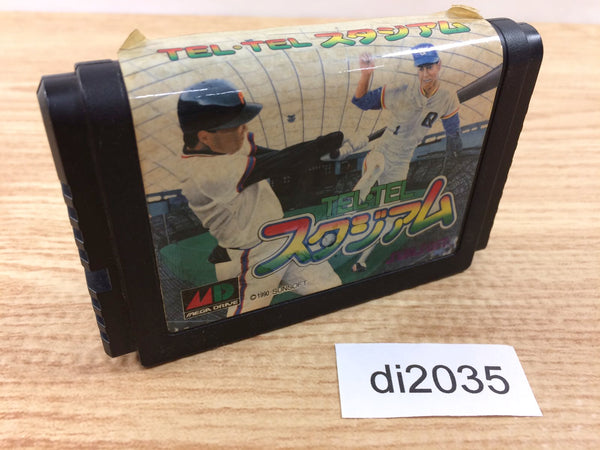 TEL・TEL スタジアム
TEL・TEL
スタジアム
MD
MEGA DRIVE
©1990 SUNSOFT
di2035